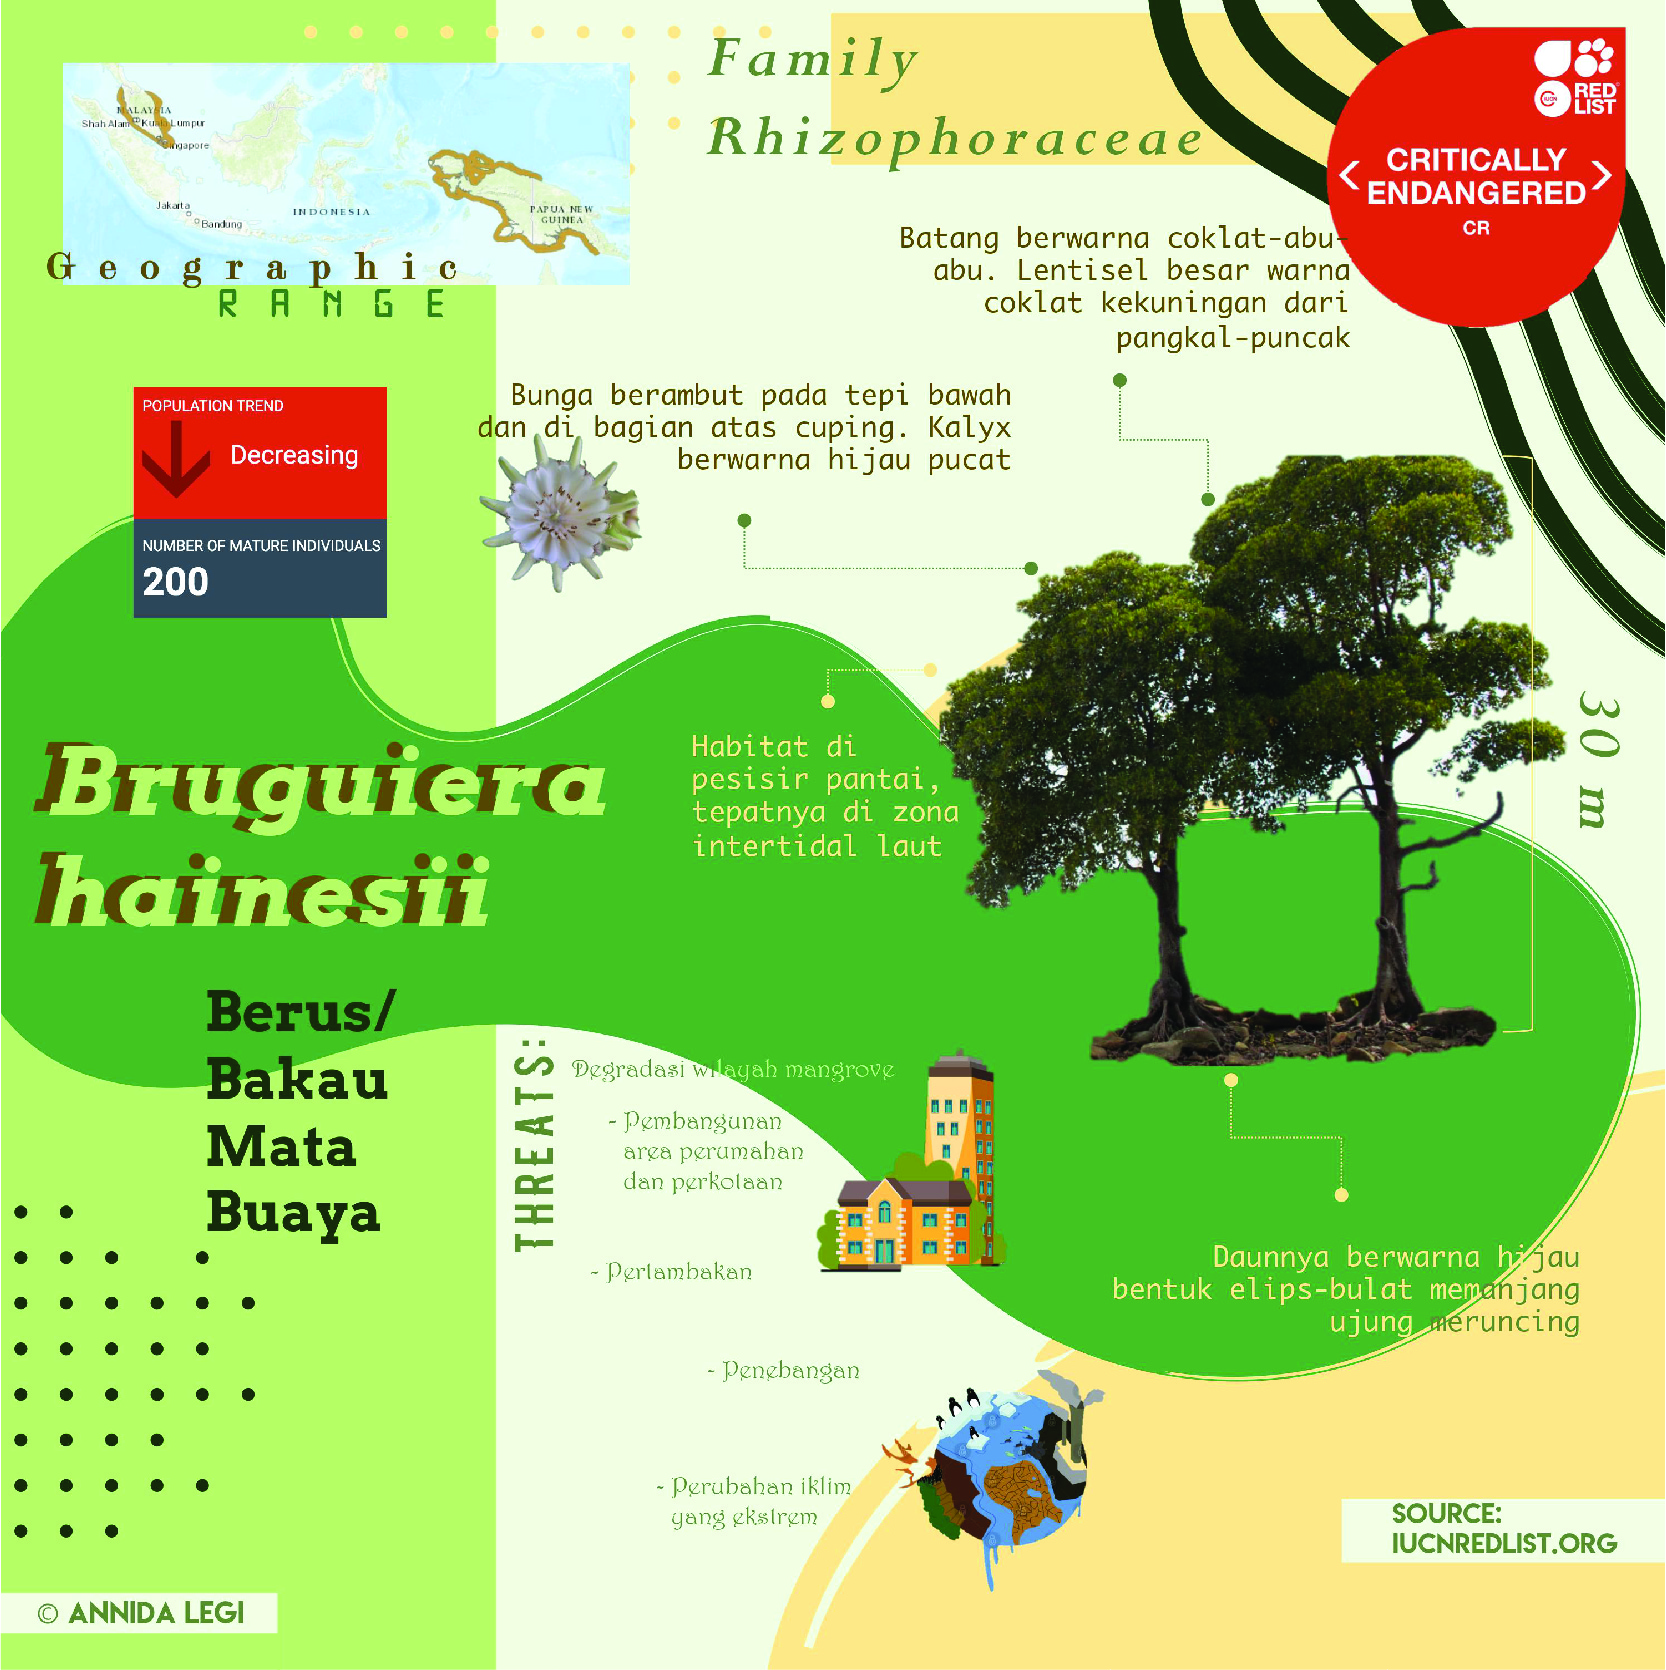 Family
Rhizophoraceae
RED
LIST
IUCN
CRITICALLY
ENDANGERED
CR
MALAYSIA
Shah Alam
Kuala Lumpur
Singapore
Jakarta
Bandung
INDONESIA
PAPUA NEW
GUINEA
Geographic
RANGE
Batang berwarna coklat-abu-
abu. Lentisel besar warna
coklat kekuningan dari
pangkal-puncak
POPULATION TREND
Decreasing
NUMBER OF MATURE INDIVIDUALS
200
Bunga berambut pada tepi bawah
dan di bagian atas cuping. Kalyx
berwarna hijau pucat
30 m
Habitat di
pesisir pantai,
tepatnya di zona
intertidal laut
Bruguiera
hainesii
Berus/
Bakau
Mata
Buaya
THREATS:
Degradasi wilayah mangrove
- Pembangunan
area perumahan
dan perkotaan
- Pertambakan
- Penebangan
- Perubahan iklim
yang ekstrem
Daunnya berwarna hijau
bentuk elips-bulat memanjang
ujung meruncing
SOURCE:
IUCNREDLIST.ORG
© ANNIDA LEGI